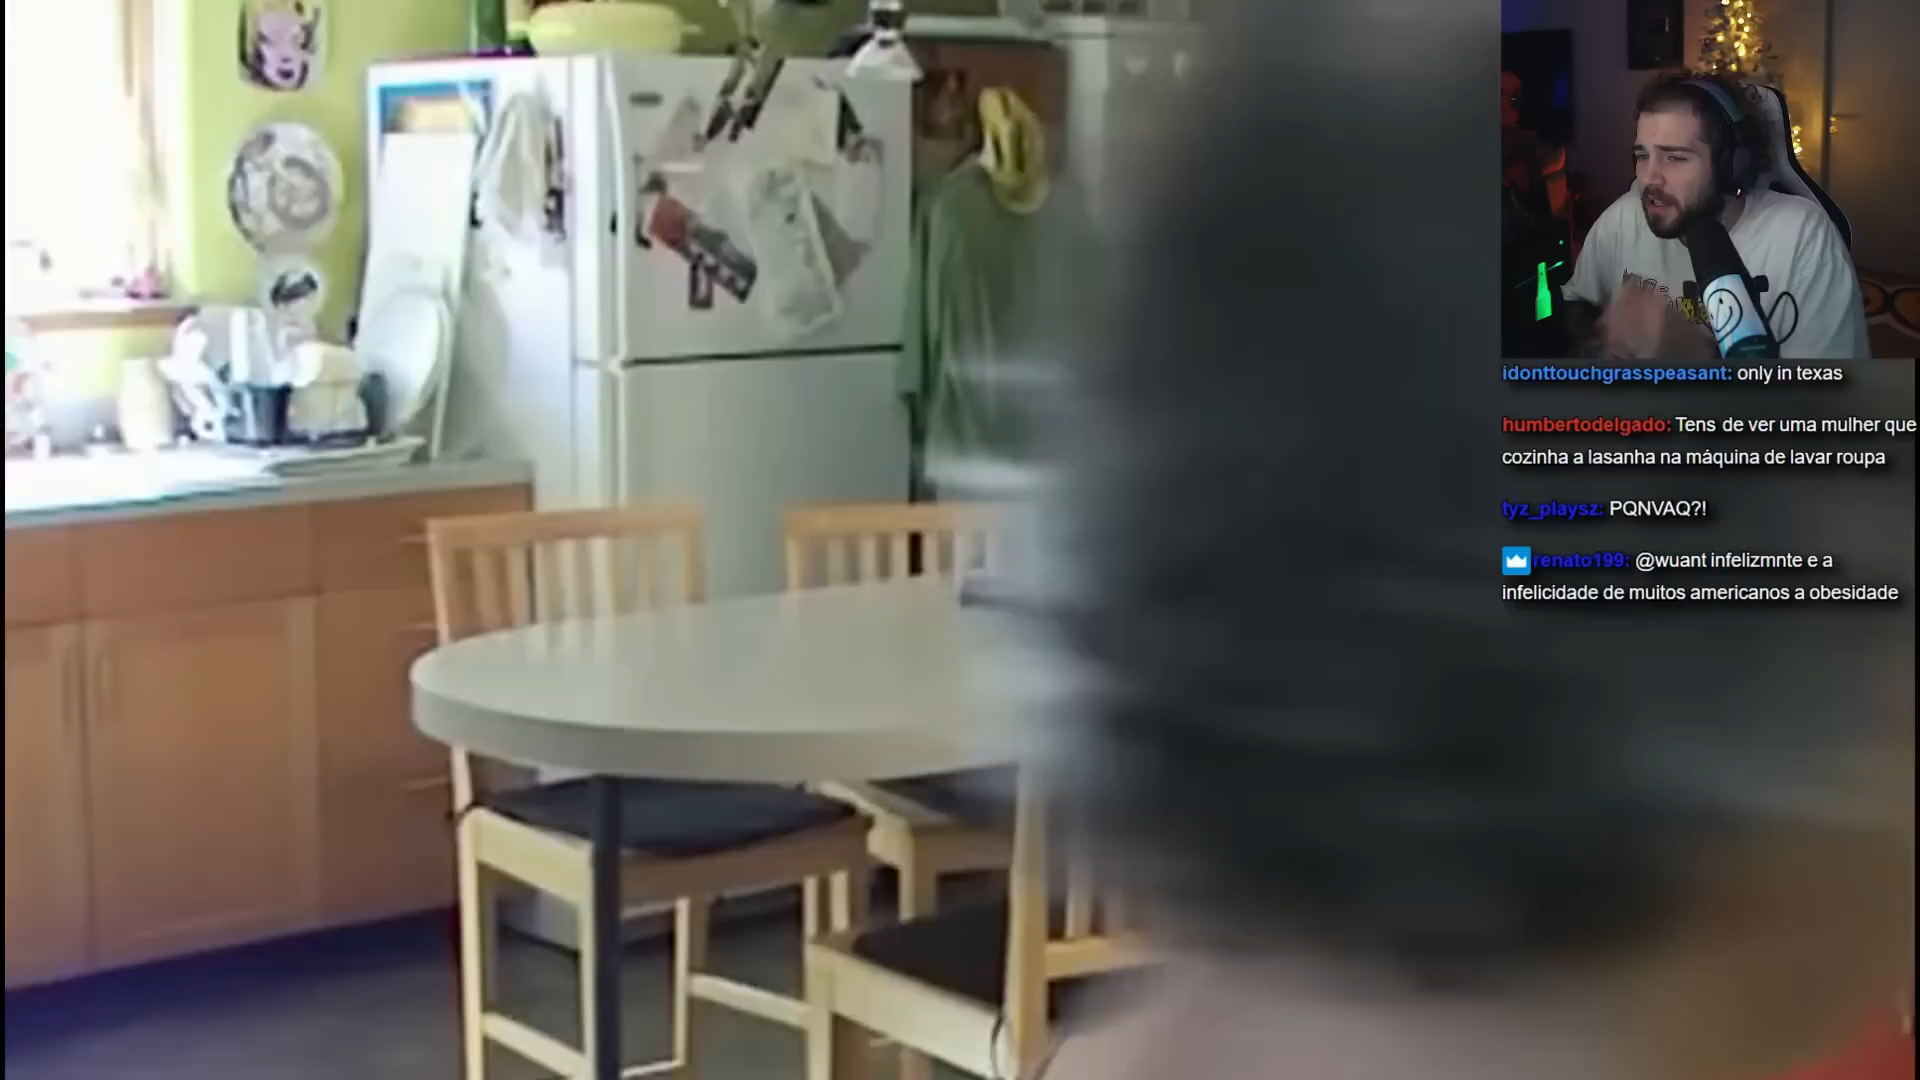 idonttouchgrasspeasant: only in texas
humbertodelgado: Tens de ver uma mulher que
cozinha a lasanha na máquina de lavar roupa
tyz_playsz: PQNVAQ?!
renato199: @wuant infelizmnte e a
infelicidade de muitos americanos a obesidade